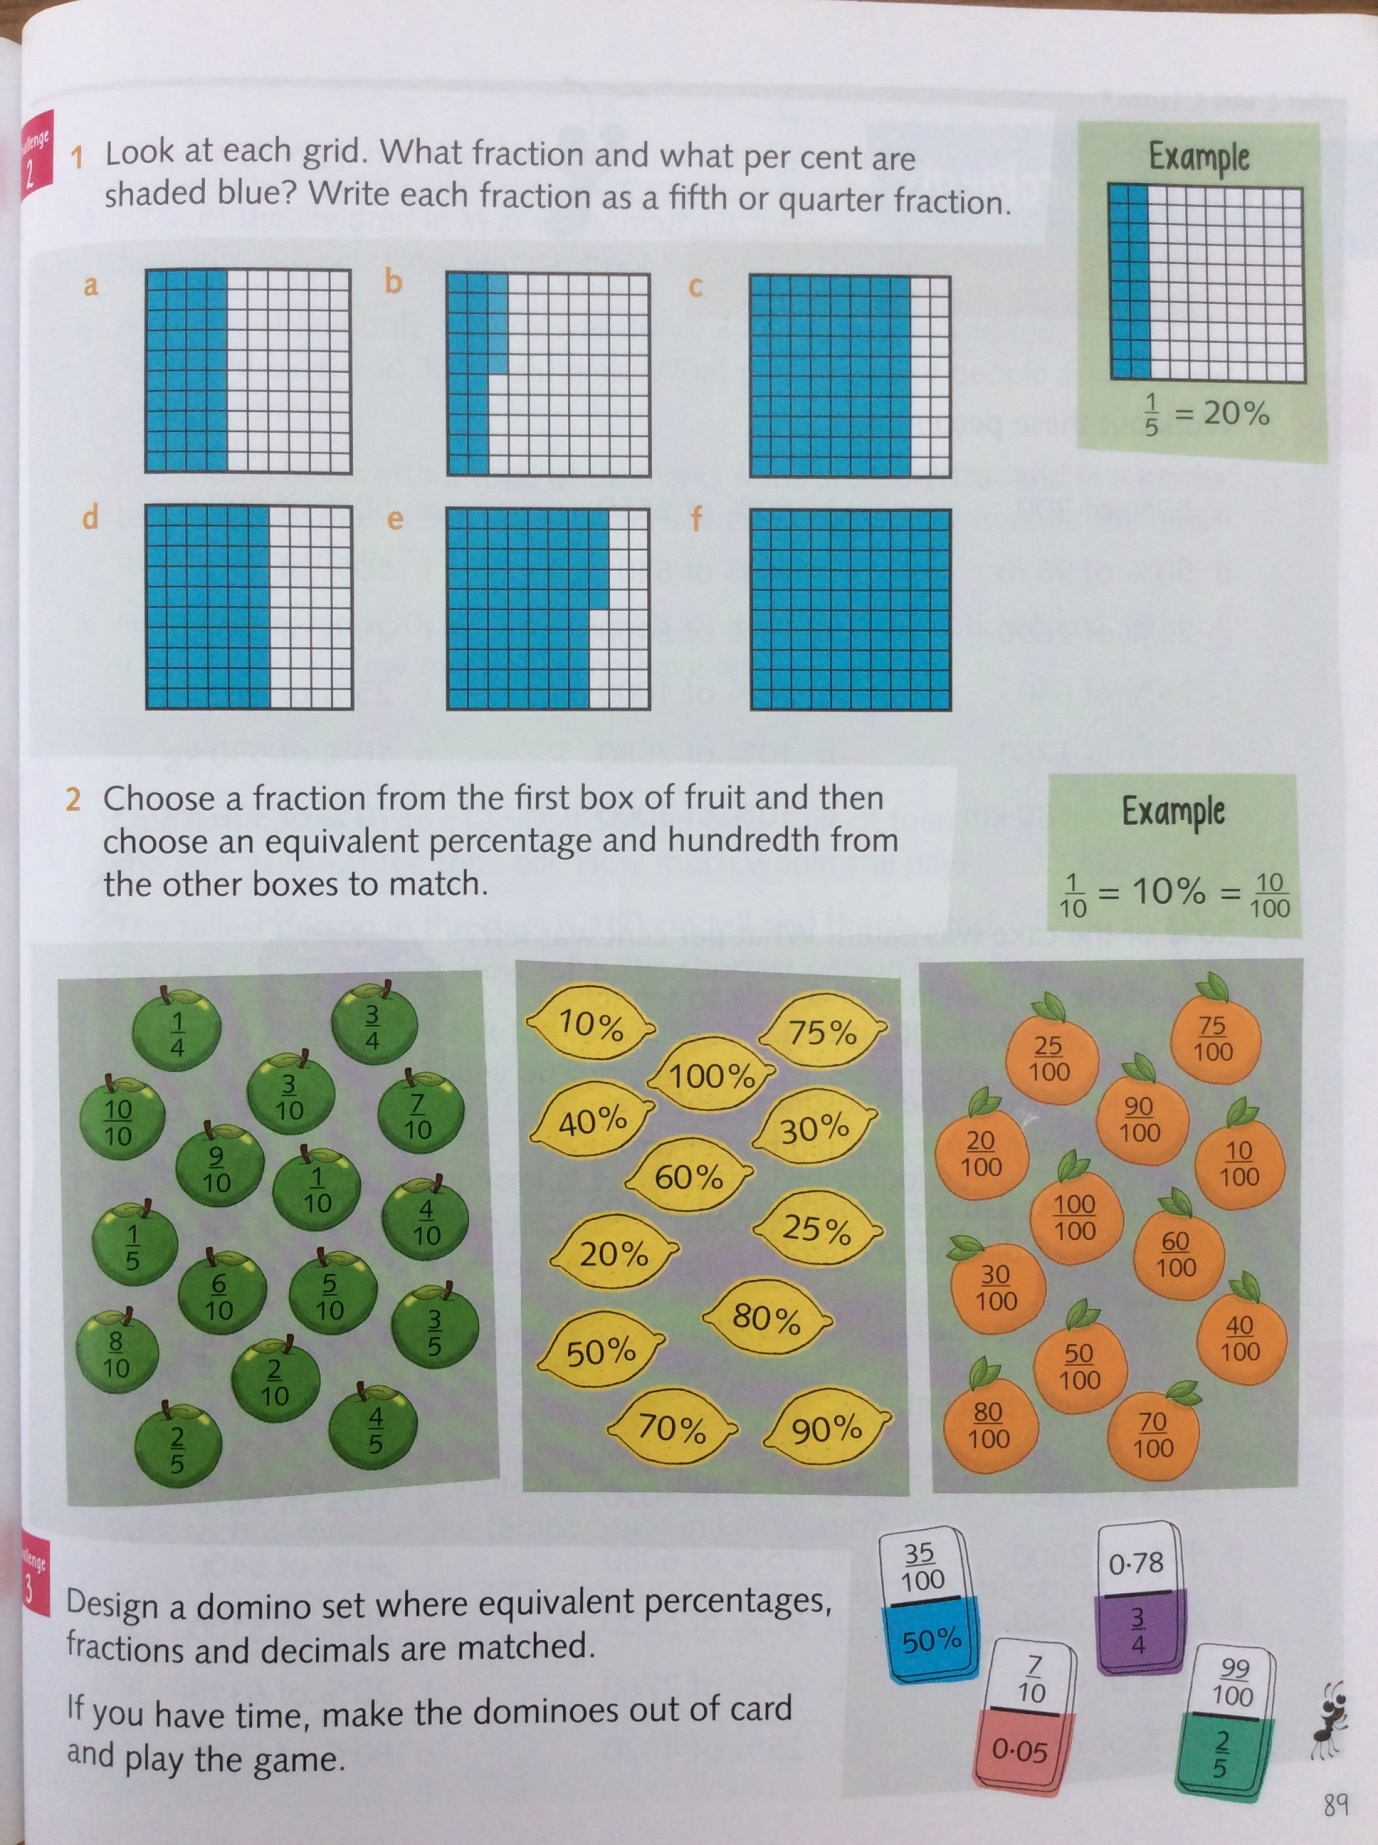 llenge
2
1 Look at each grid. What fraction and what per cent are
shaded blue? Write each fraction as a fifth or quarter fraction.
Example
1/5 = 20%
a
b
c
d
e
f
2 Choose a fraction from the first box of fruit and then
choose an equivalent percentage and hundredth from
the other boxes to match.
Example
1/10 = 10% = 10/100
1/4
3/4
3/10
10/10
7/10
9/10
1/10
4/10
1/5
6/10
5/10
3/5
8/10
2/10
2/5
4/5
10%
75%
100%
40%
30%
60%
25%
20%
80%
50%
70%
90%
75/100
25/100
90/100
20/100
10/100
100/100
60/100
30/100
40/100
50/100
80/100
70/100
llenge
3
Design a domino set where equivalent percentages,
fractions and decimals are matched.
If you have time, make the dominoes out of card
and play the game.
35/100
50%
0·78
3/4
7/10
0·05
99/100
2/5
89